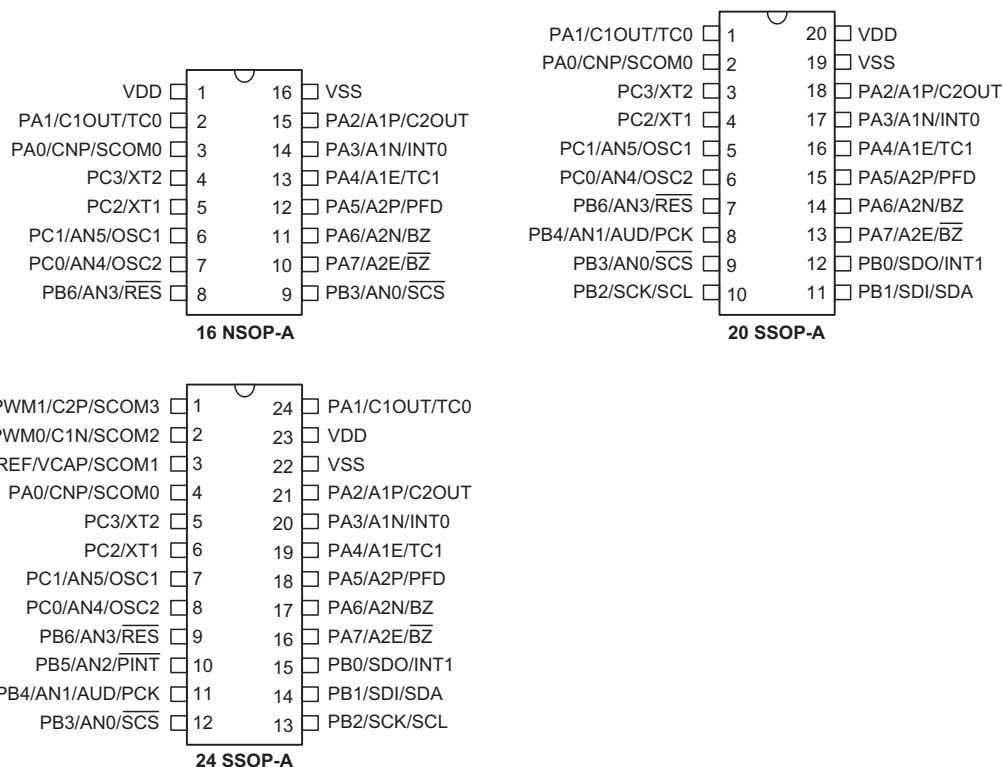 VDD 1 16 VSS
PA1/C1OUT/TC0 2 15 PA2/A1P/C2OUT
PA0/CNP/SCOM0 3 14 PA3/A1N/INT0
PC3/XT2 4 13 PA4/A1E/TC1
PC2/XT1 5 12 PA5/A2P/PFD
PC1/AN5/OSC1 6 11 PA6/A2N/BZ
PC0/AN4/OSC2 7 10 PA7/A2E/B̅Z̅
PB6/AN3/R̅E̅S̅ 8 9 PB3/AN0/S̅C̅S̅
16 NSOP-A
PA1/C1OUT/TC0 1 20 VDD
PA0/CNP/SCOM0 2 19 VSS
PC3/XT2 3 18 PA2/A1P/C2OUT
PC2/XT1 4 17 PA3/A1N/INT0
PC1/AN5/OSC1 5 16 PA4/A1E/TC1
PC0/AN4/OSC2 6 15 PA5/A2P/PFD
PB6/AN3/R̅E̅S̅ 7 14 PA6/A2N/BZ
PB4/AN1/AUD/PCK 8 13 PA7/A2E/B̅Z̅
PB3/AN0/S̅C̅S̅ 9 12 PB0/SDO/INT1
PB2/SCK/SCL 10 11 PB1/SDI/SDA
20 SSOP-A
PWM1/C2P/SCOM3 1 24 PA1/C1OUT/TC0
PWM0/C1N/SCOM2 2 23 VDD
REF/VCAP/SCOM1 3 22 VSS
PA0/CNP/SCOM0 4 21 PA2/A1P/C2OUT
PC3/XT2 5 20 PA3/A1N/INT0
PC2/XT1 6 19 PA4/A1E/TC1
PC1/AN5/OSC1 7 18 PA5/A2P/PFD
PC0/AN4/OSC2 8 17 PA6/A2N/BZ
PB6/AN3/R̅E̅S̅ 9 16 PA7/A2E/B̅Z̅
PB5/AN2/P̅I̅N̅T̅ 10 15 PB0/SDO/INT1
PB4/AN1/AUD/PCK 11 14 PB1/SDI/SDA
PB3/AN0/S̅C̅S̅ 12 13 PB2/SCK/SCL
24 SSOP-A